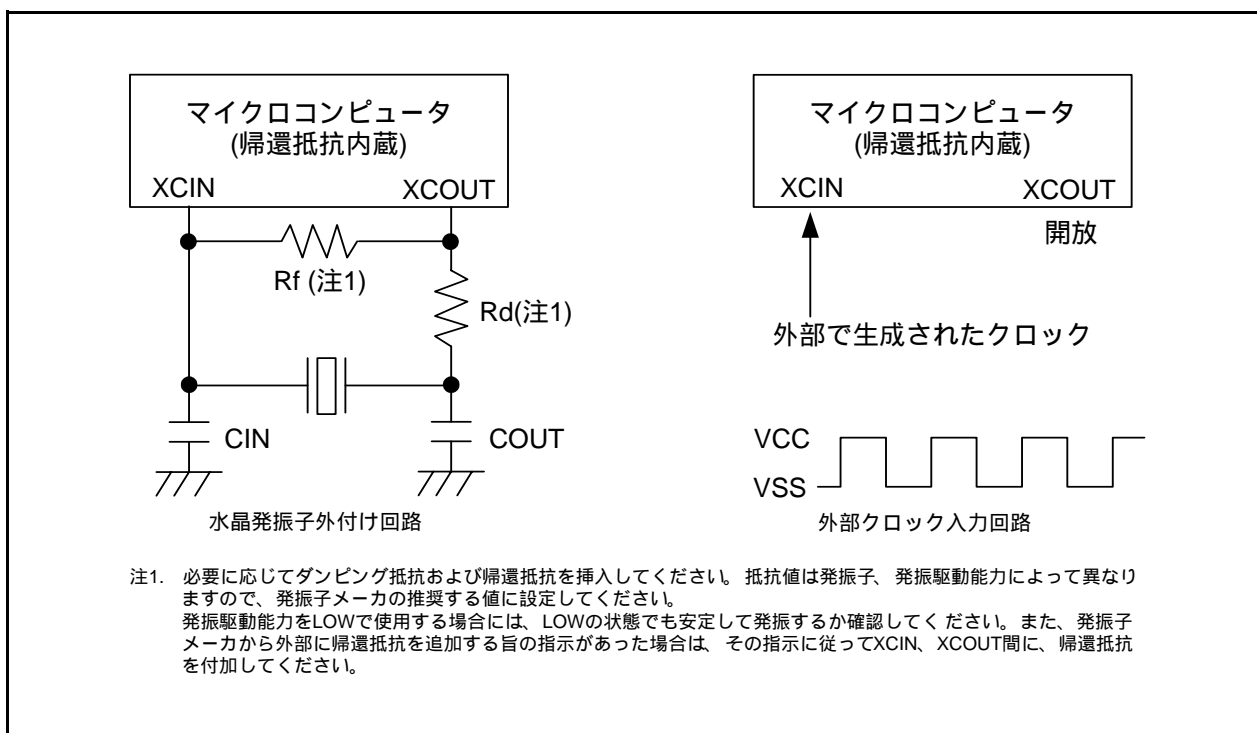 マイクロコンピュータ
(帰還抵抗内蔵)
XCIN
XCOUT
Rf (注1)
Rd(注1)
CIN
COUT
水晶発振子外付け回路
マイクロコンピュータ
(帰還抵抗内蔵)
XCIN
XCOUT
開放
外部で生成されたクロック
VCC
VSS
外部クロック入力回路
注1. 必要に応じてダンピング抵抗および帰還抵抗を挿入してください。抵抗値は発振子、発振駆動能力によって異なり
ますので、発振子メーカの推奨する値に設定してください。
発振駆動能力をLOWで使用する場合には、LOWの状態でも安定して発振するか確認してください。また、発振子
メーカから外部に帰還抵抗を追加する旨の指示があった場合は、その指示に従ってXCIN、XCOUT間に、帰還抵抗
を付加してください。